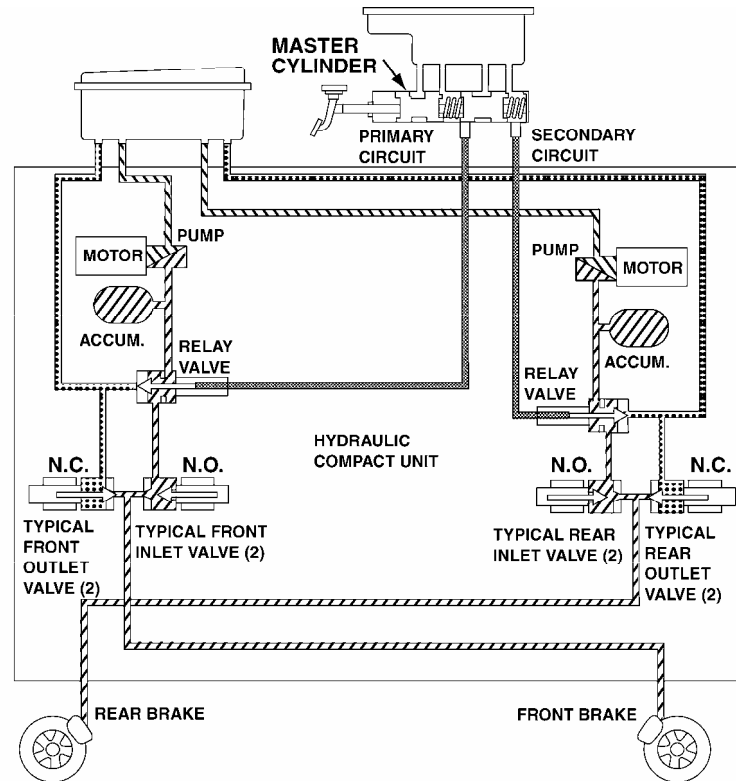 MASTER
CYLINDER
PRIMARY
CIRCUIT
SECONDARY
CIRCUIT
PUMP
MOTOR
PUMP
MOTOR
ACCUM.
ACCUM.
RELAY
VALVE
RELAY
VALVE
HYDRAULIC
COMPACT UNIT
N.C.
N.O.
N.O.
N.C.
TYPICAL
FRONT
OUTLET
VALVE (2)
TYPICAL FRONT
INLET VALVE (2)
TYPICAL REAR
INLET VALVE (2)
TYPICAL
REAR
OUTLET
VALVE (2)
REAR BRAKE
FRONT BRAKE